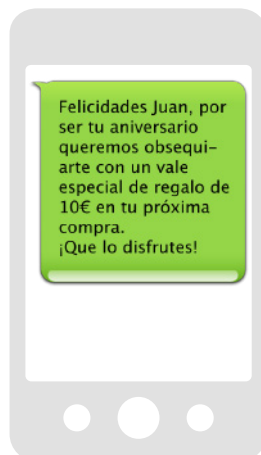 Felicidades Juan, por
ser tu aniversario
queremos obsequi-
arte con un vale
especial de regalo de
10€ en tu próxima
compra.
¡Que lo disfrutes!